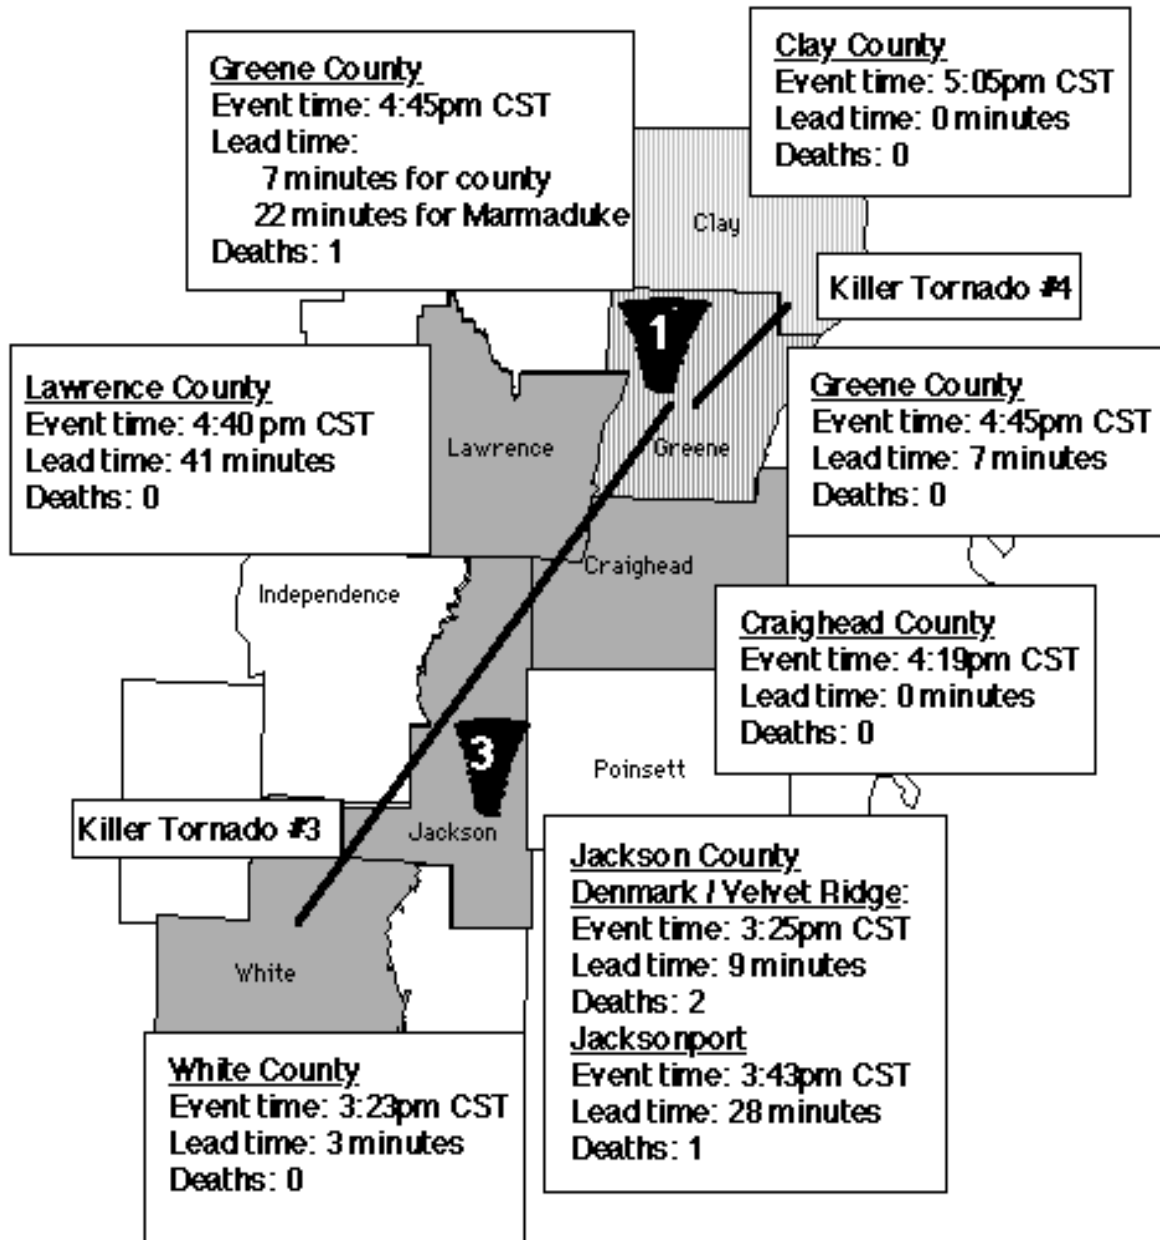 Greene County
Event time: 4:45pm CST
Lead time:
7 minutes for county
22 minutes for Marmaduke
Deaths: 1
Clay County
Event time: 5:05pm CST
Lead time: 0 minutes
Deaths: 0
Clay
Killer Tornado #4
1
Lawrence County
Event time: 4:40 pm CST
Lead time: 41 minutes
Deaths: 0
Greene County
Event time: 4:45pm CST
Lead time: 7 minutes
Deaths: 0
Lawrence
Greene
Craighead
Independence
Craighead County
Event time: 4:19pm CST
Lead time: 0 minutes
Deaths: 0
3
Poinsett
Killer Tornado #3
Jackson
Jackson County
Denmark / Velvet Ridge:
Event time: 3:25pm CST
Lead time: 9 minutes
Deaths: 2
Jacksonport
Event time: 3:43pm CST
Lead time: 28 minutes
Deaths: 1
White
White County
Event time: 3:23pm CST
Lead time: 3 minutes
Deaths: 0